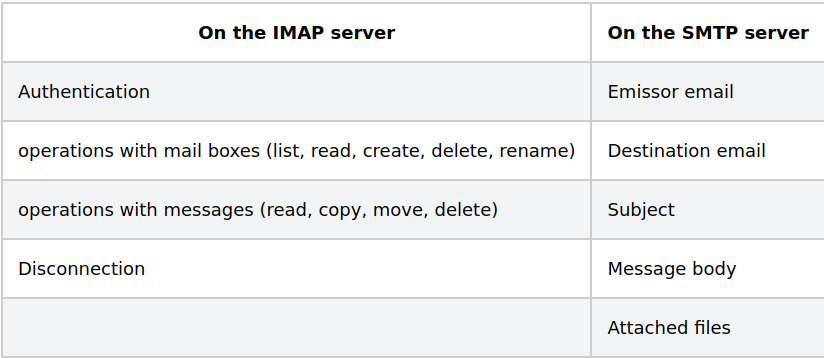 On the IMAP server
On the SMTP server
Authentication
Emissor email
operations with mail boxes (list, read, create, delete, rename)
Destination email
operations with messages (read, copy, move, delete)
Subject
Disconnection
Message body
Attached files